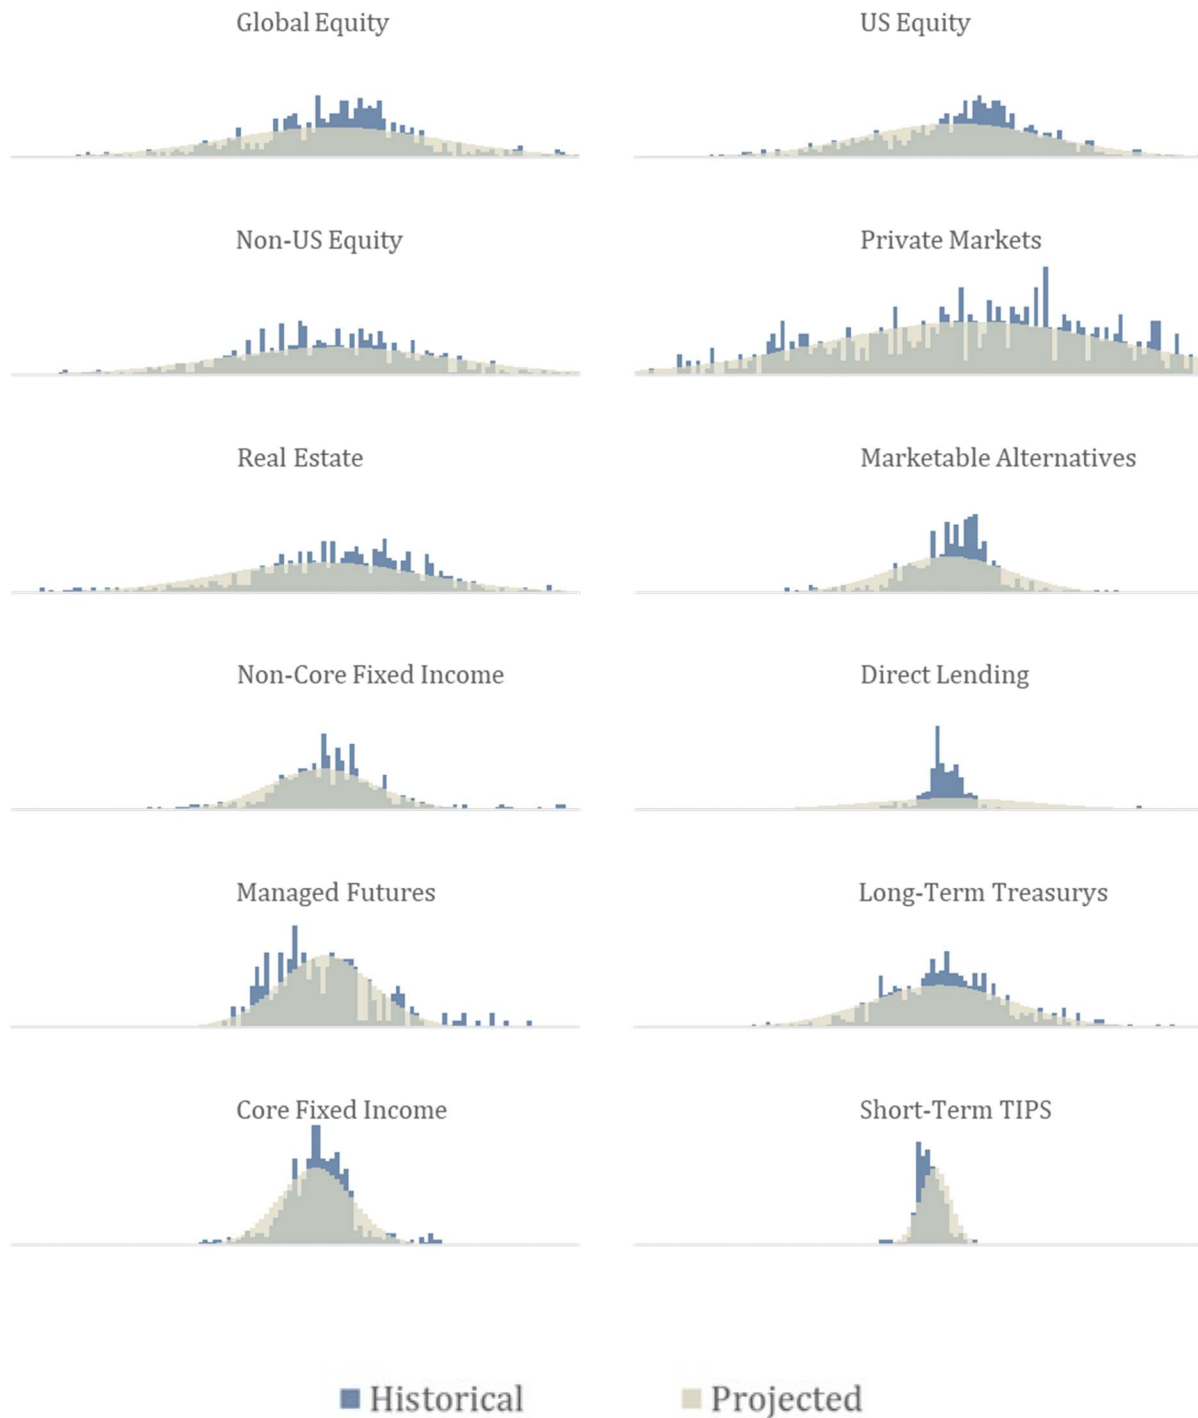 Global Equity
US Equity
Non-US Equity
Private Markets
Real Estate
Marketable Alternatives
Non-Core Fixed Income
Direct Lending
Managed Futures
Long-Term Treasurys
Core Fixed Income
Short-Term TIPS
Historical
Projected